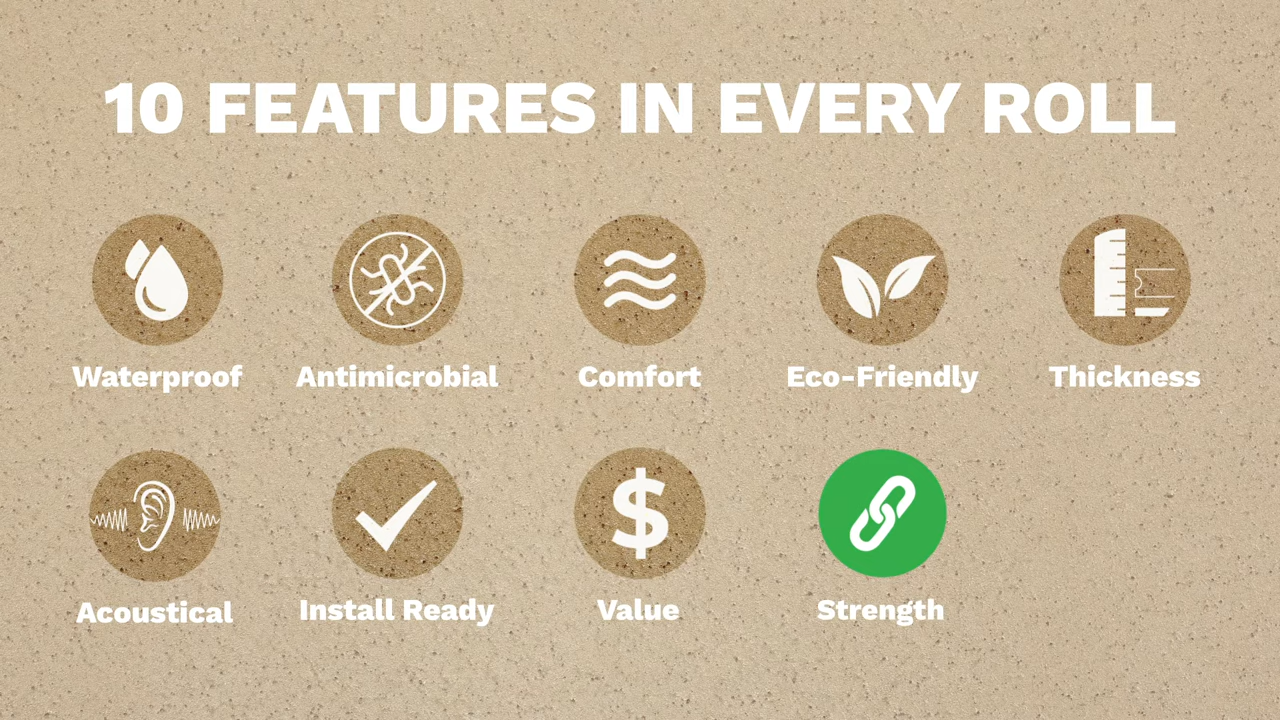 10 FEATURES IN EVERY ROLL
Waterproof
Antimicrobial
Comfort
Eco-Friendly
Thickness
Acoustical
Install Ready
$
Value
Strength